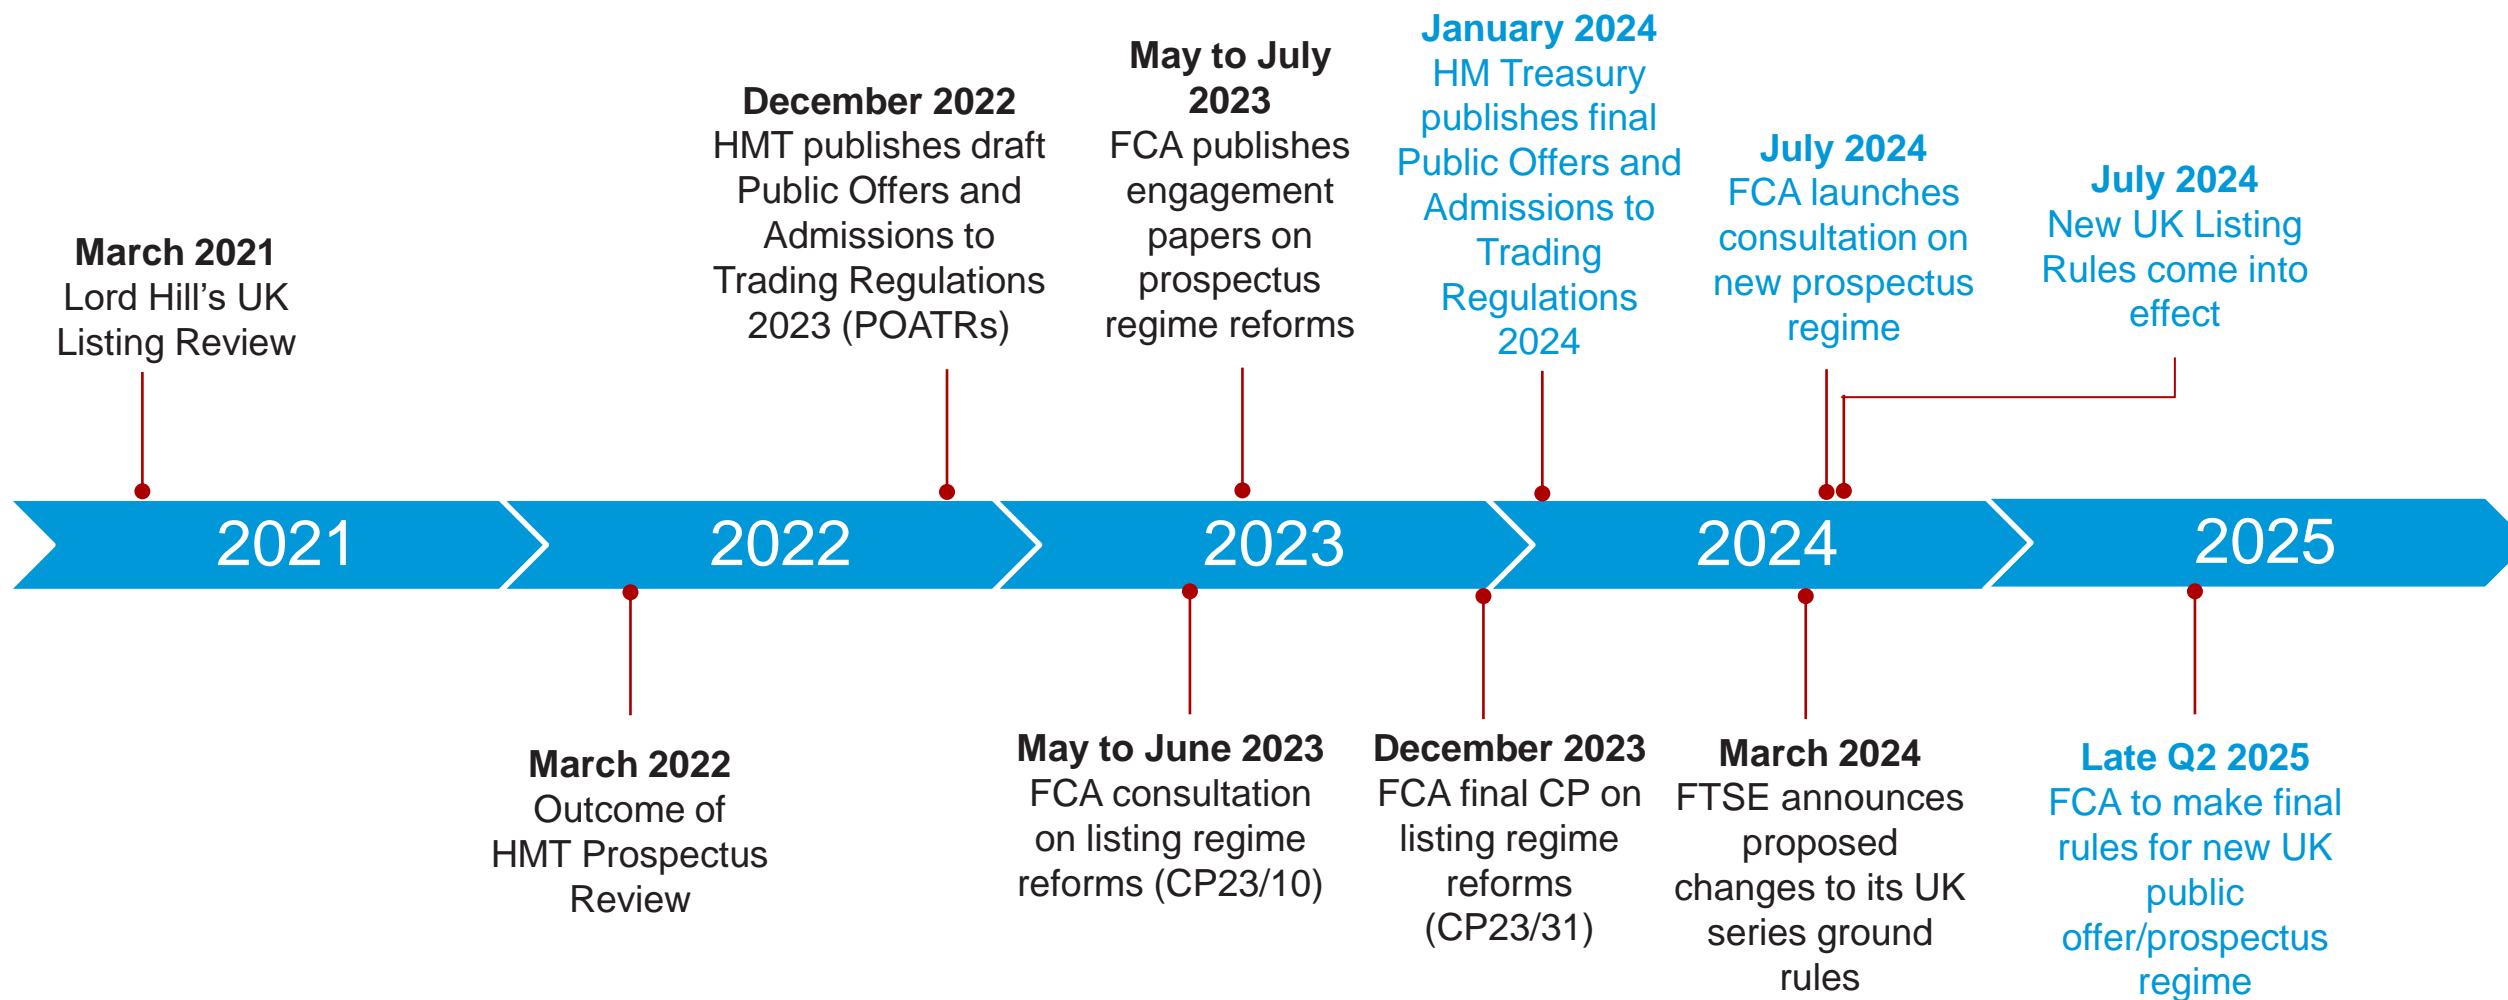 March 2021
Lord Hill’s UK
Listing Review
December 2022
HMT publishes draft
Public Offers and
Admissions to
Trading Regulations
2023 (POATRs)
May to July
2023
FCA publishes
engagement
papers on
prospectus
regime reforms
January 2024
HM Treasury
publishes final
Public Offers and
Admissions to
Trading
Regulations
2024
July 2024
FCA launches
consultation on
new prospectus
regime
July 2024
New UK Listing
Rules come into
effect
2021
2022
2023
2024
2025
March 2022
Outcome of
HMT Prospectus
Review
May to June 2023
FCA consultation
on listing regime
reforms (CP23/10)
December 2023
FCA final CP on
listing regime
reforms
(CP23/31)
March 2024
FTSE announces
proposed
changes to its UK
series ground
rules
Late Q2 2025
FCA to make final
rules for new UK
public
offer/prospectus
regime